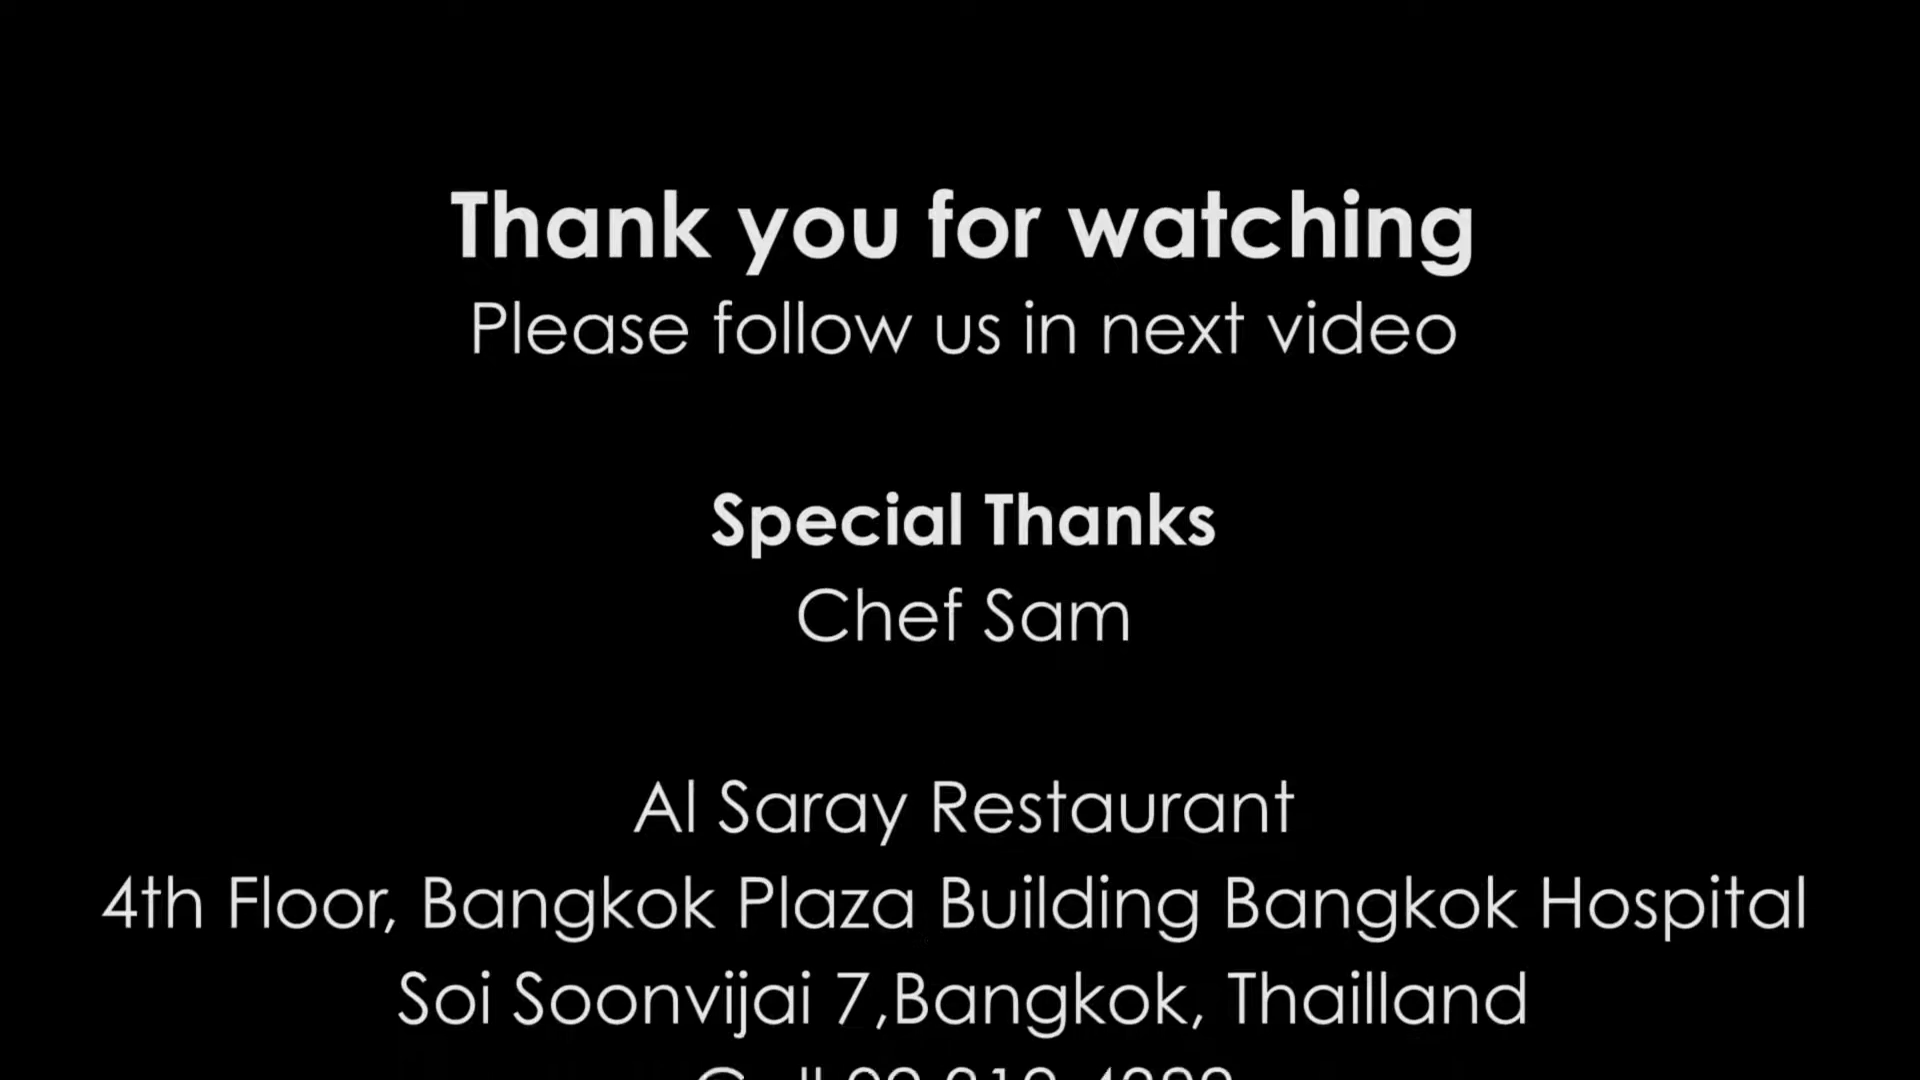 Thank you for watching
Please follow us in next video
Special Thanks
Chef Sam
Al Saray Restaurant
4th Floor, Bangkok Plaza Building Bangkok Hospital
Soi Soonvijai 7,Bangkok, Thailland